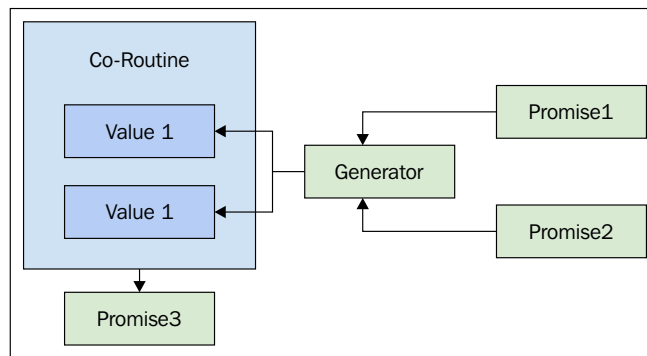 Co-Routine
Value 1
Value 1
Generator
Promise1
Promise2
Promise3